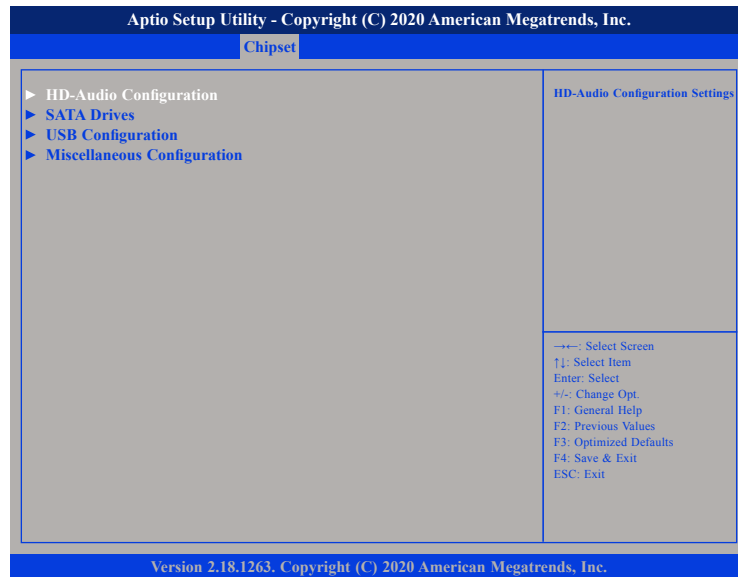 Aptio Setup Utility - Copyright (C) 2020 American Megatrends, Inc.
Chipset
► HD-Audio Configuration
► SATA Drives
► USB Configuration
► Miscellaneous Configuration
HD-Audio Configuration Settings
→←: Select Screen
↑↓: Select Item
Enter: Select
+/-: Change Opt.
F1: General Help
F2: Previous Values
F3: Optimized Defaults
F4: Save & Exit
ESC: Exit
Version 2.18.1263. Copyright (C) 2020 American Megatrends, Inc.